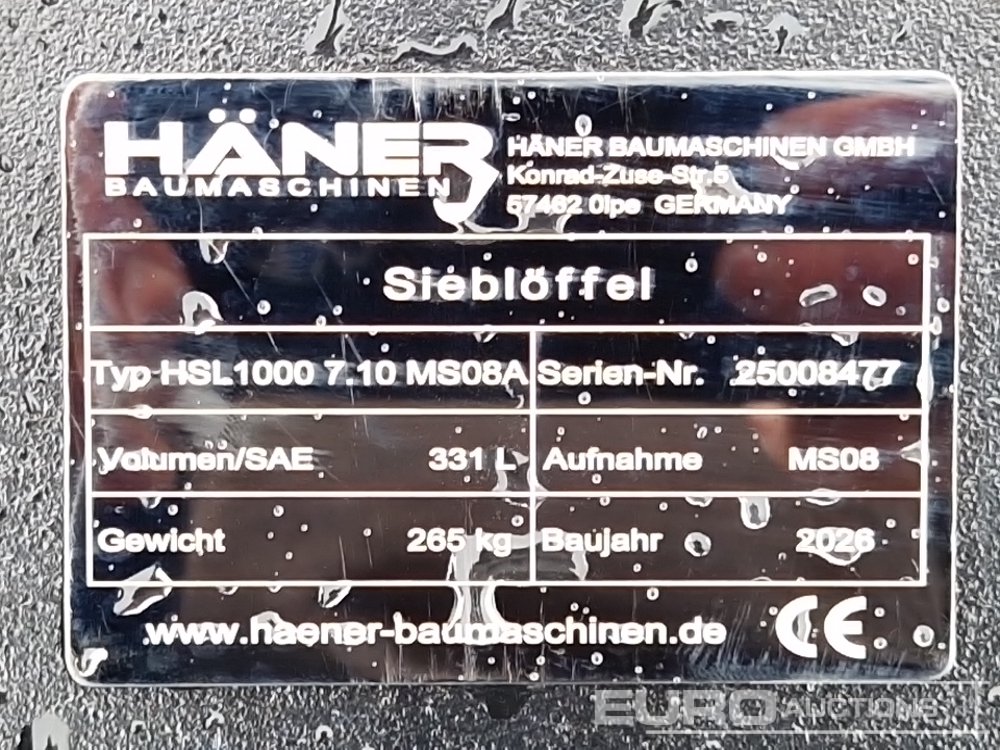 HÄNER
BAUMASCHINEN
HÄNER BAUMASCHINEN GMBH
Konrad-Zuse-Str.5
57462 Olpe GERMANY
Sieblöffel
Typ HSL1000 7.10 MS08A Serien-Nr. 25008477
Volumen/SAE 331 L Aufnahme MS08
Gewicht 265 kg Baujahr 2026
www.haener-baumaschinen.de CE
EURO AUCTIONS